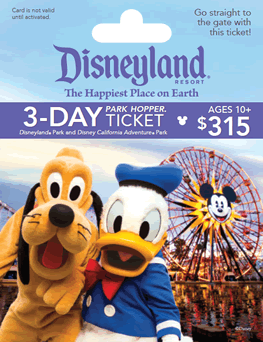 Card is not valid
until activated.
Go straight to
the gate with
this ticket!
Disneyland
RESORT
The Happiest Place on Earth
3-DAY PARK HOPPER® TICKET
AGES 10+
$315
Disneyland® Park and Disney California Adventure® Park
©Disney